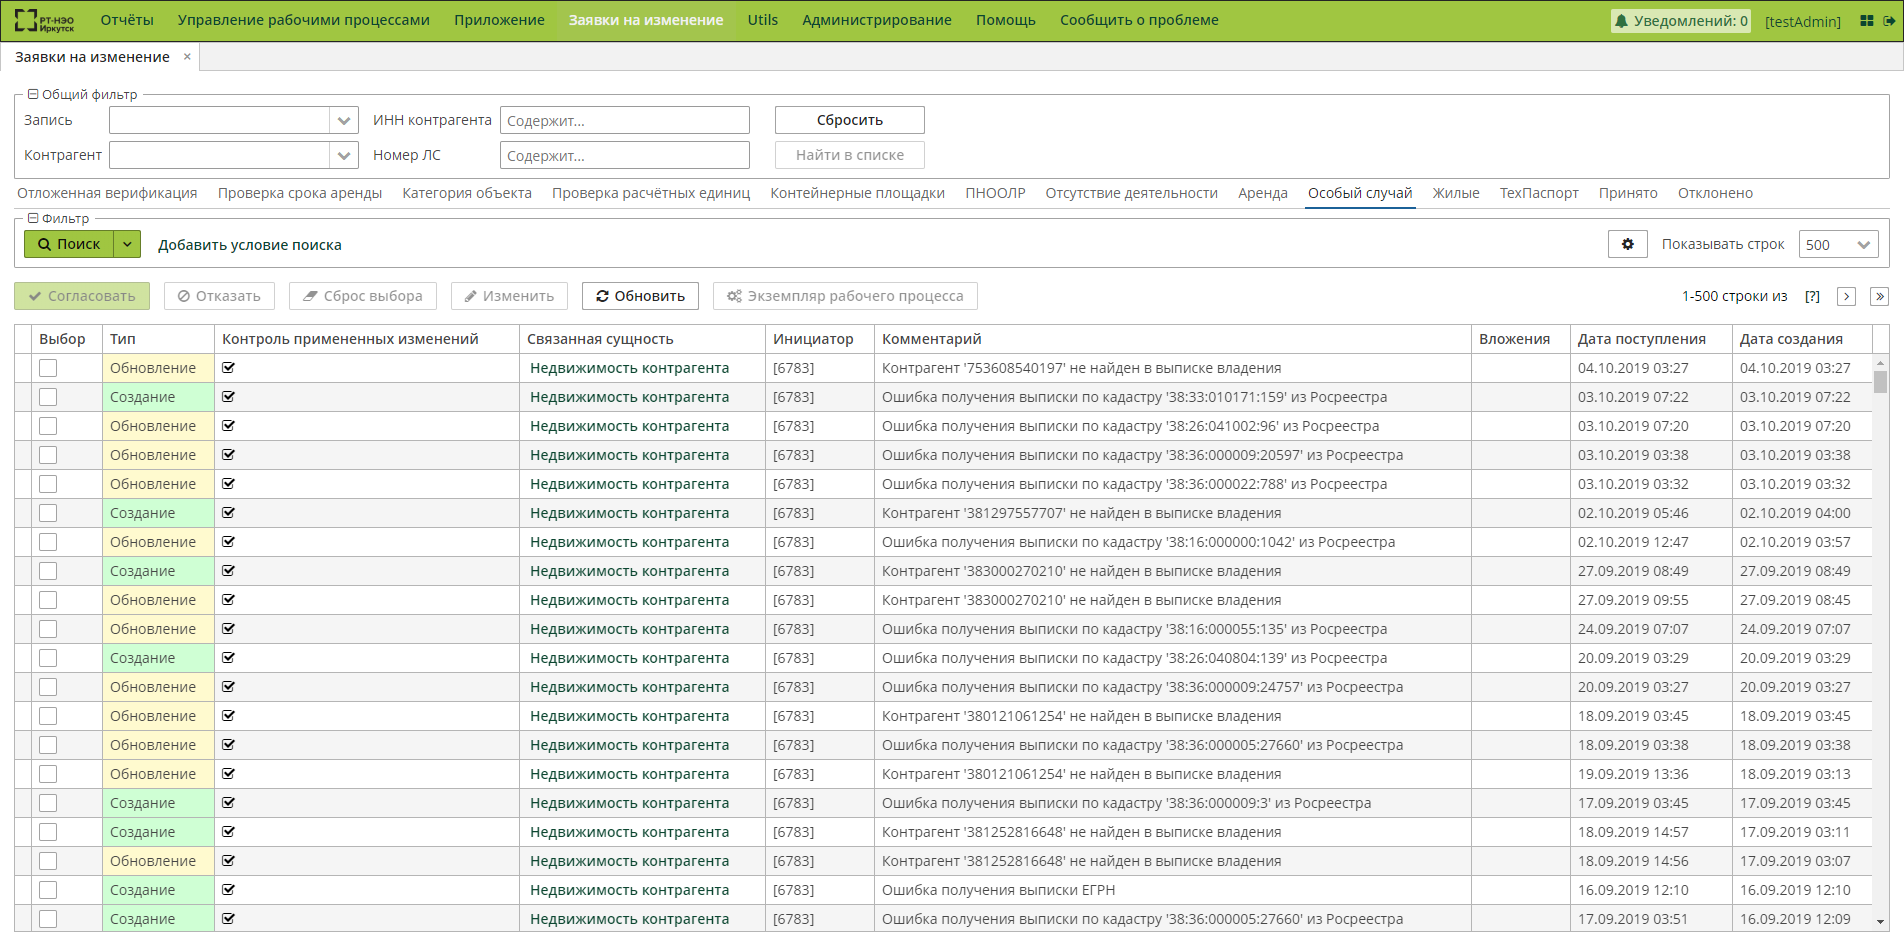 РТ-НЭО Иркутск
Отчёты Управление рабочими процессами Приложение Заявки на изменение Utils Администрирование Помощь Сообщить о проблеме Уведомлений: 0 [testAdmin]
Заявки на изменение ×
Общий фильтр
Запись ИНН контрагента Содержит... Сбросить
Контрагент Номер ЛС Содержит... Найти в списке
Отложенная верификация Проверка срока аренды Категория объекта Проверка расчётных единиц Контейнерные площадки ПНООЛР Отсутствие деятельности Аренда Особый случай Жилые ТехПаспорт Принято Отклонено
Фильтр
Поиск Добавить условие поиска Показывать строк 500
Согласовать Отказать Сброс выбора Изменить Обновить Экземпляр рабочего процесса 1-500 строки из [?] > »
Выбор Тип Контроль примененных изменений Связанная сущность Инициатор Комментарий Вложения Дата поступления Дата создания
Обновление Недвижимость контрагента [6783] Контрагент '753608540197' не найден в выписке владения 04.10.2019 03:27 04.10.2019 03:27
Создание Недвижимость контрагента [6783] Ошибка получения выписки по кадастру '38:33:010171:159' из Росреестра 03.10.2019 07:22 03.10.2019 07:22
Обновление Недвижимость контрагента [6783] Ошибка получения выписки по кадастру '38:26:041002:96' из Росреестра 03.10.2019 07:20 03.10.2019 07:20
Обновление Недвижимость контрагента [6783] Ошибка получения выписки по кадастру '38:36:000009:20597' из Росреестра 03.10.2019 03:38 03.10.2019 03:38
Обновление Недвижимость контрагента [6783] Ошибка получения выписки по кадастру '38:36:000022:788' из Росреестра 03.10.2019 03:32 03.10.2019 03:32
Создание Недвижимость контрагента [6783] Контрагент '381297557707' не найден в выписке владения 02.10.2019 05:46 02.10.2019 04:00
Обновление Недвижимость контрагента [6783] Ошибка получения выписки по кадастру '38:16:000000:1042' из Росреестра 02.10.2019 12:47 02.10.2019 03:57
Создание Недвижимость контрагента [6783] Контрагент '383000270210' не найден в выписке владения 27.09.2019 08:49 27.09.2019 08:49
Обновление Недвижимость контрагента [6783] Контрагент '383000270210' не найден в выписке владения 27.09.2019 09:55 27.09.2019 08:45
Обновление Недвижимость контрагента [6783] Ошибка получения выписки по кадастру '38:16:000055:135' из Росреестра 24.09.2019 07:07 24.09.2019 07:07
Создание Недвижимость контрагента [6783] Ошибка получения выписки по кадастру '38:26:040804:139' из Росреестра 20.09.2019 03:29 20.09.2019 03:29
Обновление Недвижимость контрагента [6783] Ошибка получения выписки по кадастру '38:36:000009:24757' из Росреестра 20.09.2019 03:27 20.09.2019 03:27
Обновление Недвижимость контрагента [6783] Контрагент '380121061254' не найден в выписке владения 18.09.2019 03:45 18.09.2019 03:45
Обновление Недвижимость контрагента [6783] Ошибка получения выписки по кадастру '38:36:000005:27660' из Росреестра 18.09.2019 03:38 18.09.2019 03:38
Обновление Недвижимость контрагента [6783] Контрагент '380121061254' не найден в выписке владения 19.09.2019 13:36 18.09.2019 03:13
Создание Недвижимость контрагента [6783] Ошибка получения выписки по кадастру '38:36:000009:3' из Росреестра 17.09.2019 03:45 17.09.2019 03:45
Создание Недвижимость контрагента [6783] Контрагент '381252816648' не найден в выписке владения 18.09.2019 14:57 17.09.2019 03:11
Обновление Недвижимость контрагента [6783] Контрагент '381252816648' не найден в выписке владения 18.09.2019 14:56 17.09.2019 03:07
Создание Недвижимость контрагента [6783] Ошибка получения выписки ЕГРН 16.09.2019 12:10 16.09.2019 12:10
Создание Недвижимость контрагента [6783] Ошибка получения выписки по кадастру '38:36:000005:27660' из Росреестра 17.09.2019 03:51 16.09.2019 12:09